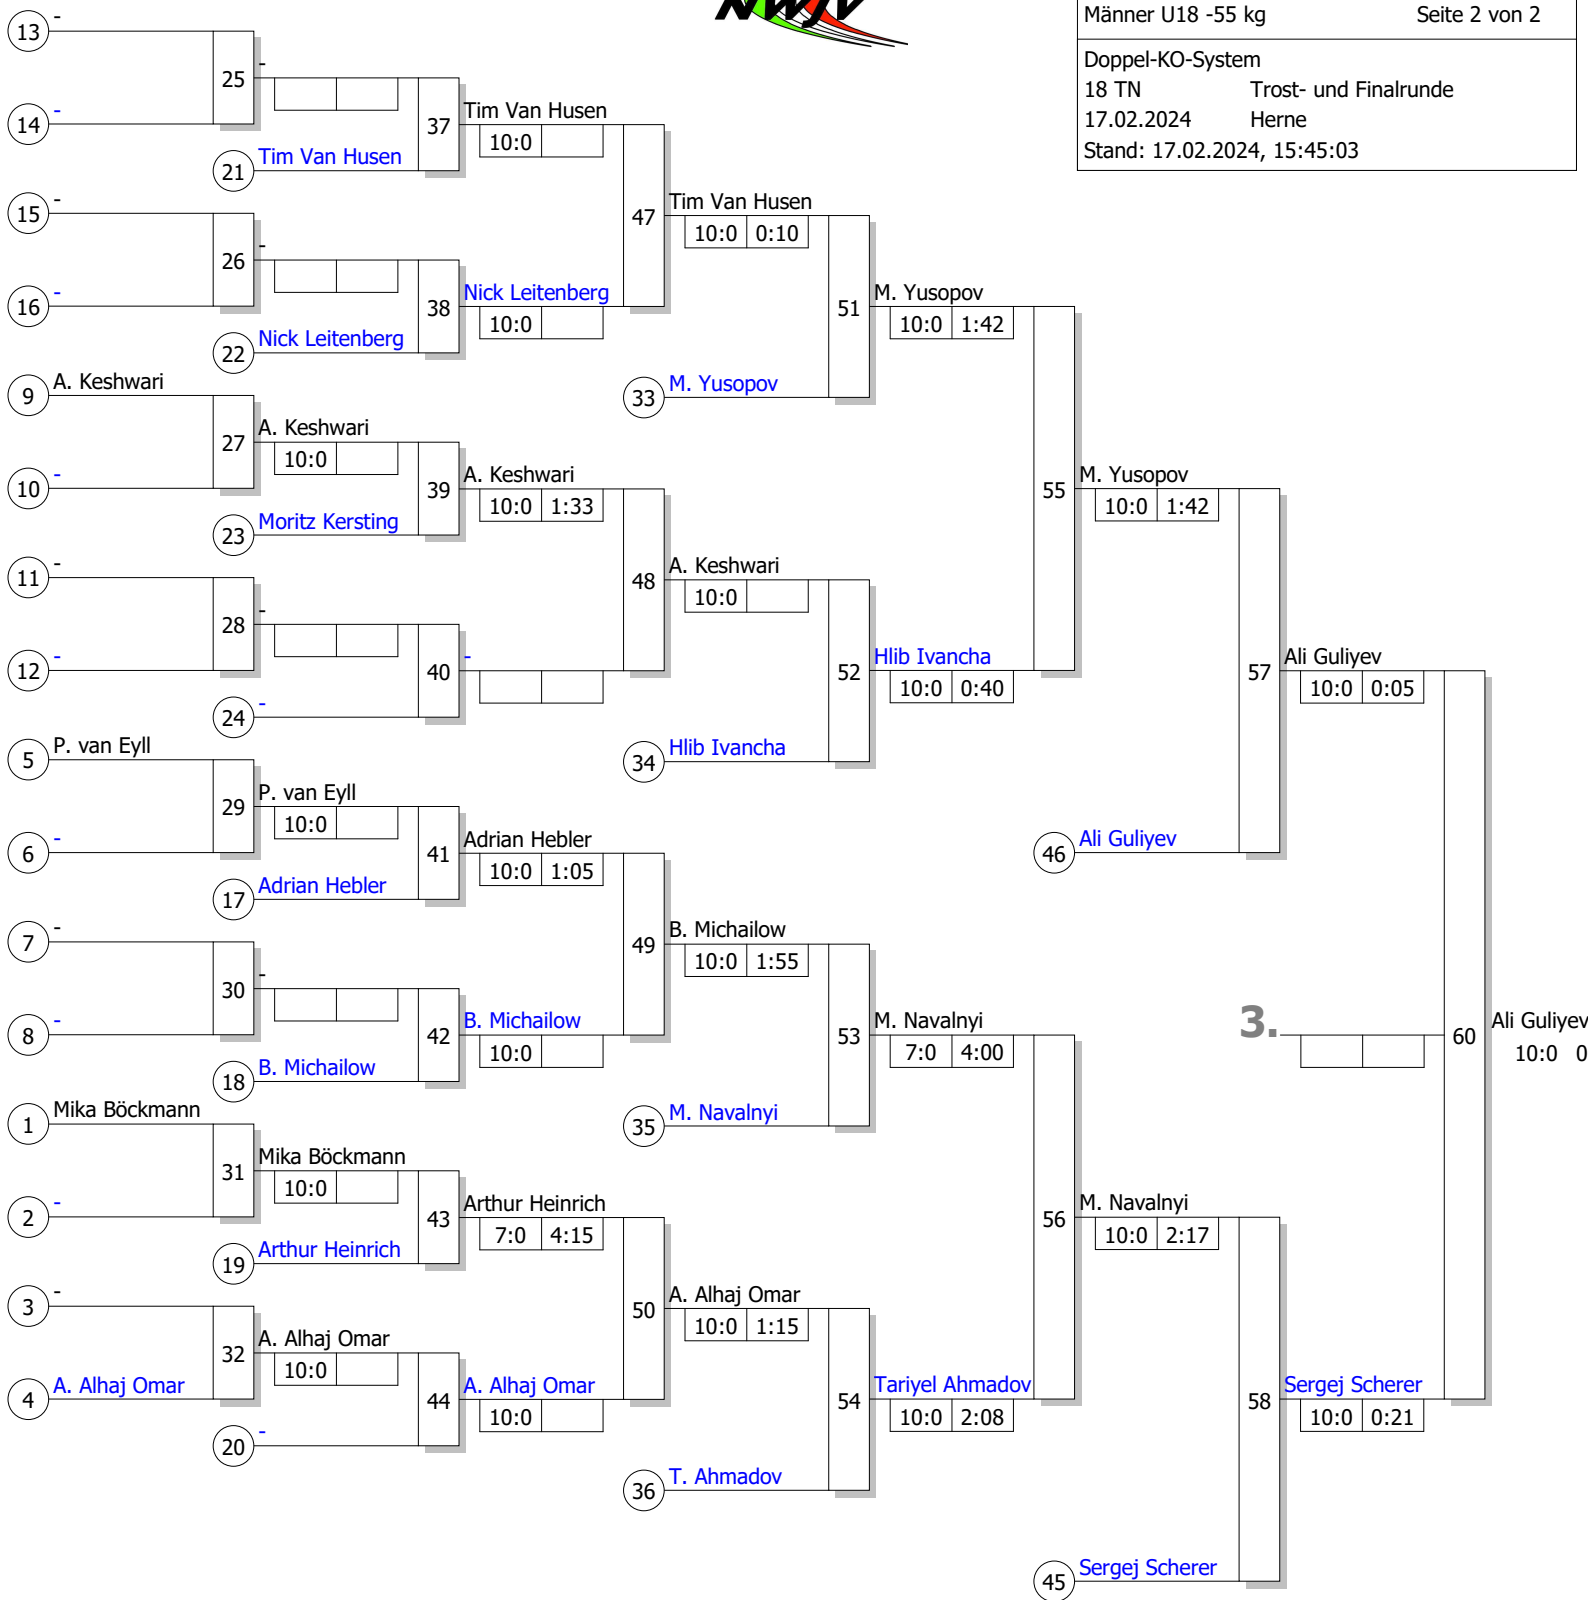 NWJV
Männer U18 -55 kg Seite 2 von 2
Doppel-KO-System
18 TN Trost- und Finalrunde
17.02.2024 Herne
Stand: 17.02.2024, 15:45:03
13 -
25 -
14 -
37 Tim Van Husen
10:0
21 Tim Van Husen
15 -
47 Tim Van Husen
10:0 0:10
26 -
16 -
38 Nick Leitenberg
10:0
22 Nick Leitenberg
51 M. Yusopov
10:0 1:42
33 M. Yusopov
9 A. Keshwari
27 A. Keshwari
10:0
10 -
39 A. Keshwari
10:0 1:33
23 Moritz Kersting
55 M. Yusopov
10:0 1:42
11 -
48 A. Keshwari
10:0
28 -
12 -
40 -
24 -
52 Hlib Ivancha
10:0 0:40
34 Hlib Ivancha
57 Ali Guliyev
10:0 0:05
46 Ali Guliyev
5 P. van Eyll
29 P. van Eyll
10:0
6 -
41 Adrian Hebler
10:0 1:05
17 Adrian Hebler
7 -
49 B. Michailow
10:0 1:55
30 -
8 -
42 B. Michailow
10:0
18 B. Michailow
53 M. Navalnyi
7:0 4:00
35 M. Navalnyi
3.
60 Ali Guliyev
10:0 0
1 Mika Böckmann
31 Mika Böckmann
10:0
2 -
43 Arthur Heinrich
7:0 4:15
19 Arthur Heinrich
56 M. Navalnyi
10:0 2:17
3 -
50 A. Alhaj Omar
10:0 1:15
32 A. Alhaj Omar
10:0
4 A. Alhaj Omar
44 A. Alhaj Omar
10:0
20 -
54 Tariyel Ahmadov
10:0 2:08
36 T. Ahmadov
58 Sergej Scherer
10:0 0:21
45 Sergej Scherer